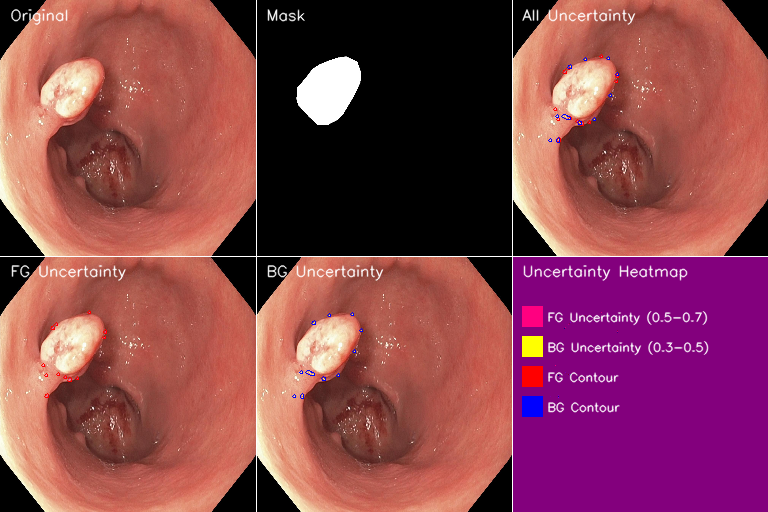 Original
Mask
All Uncertainty
FG Uncertainty
BG Uncertainty
Uncertainty Heatmap
FG Uncertainty (0.5-0.7)
BG Uncertainty (0.3-0.5)
FG Contour
BG Contour